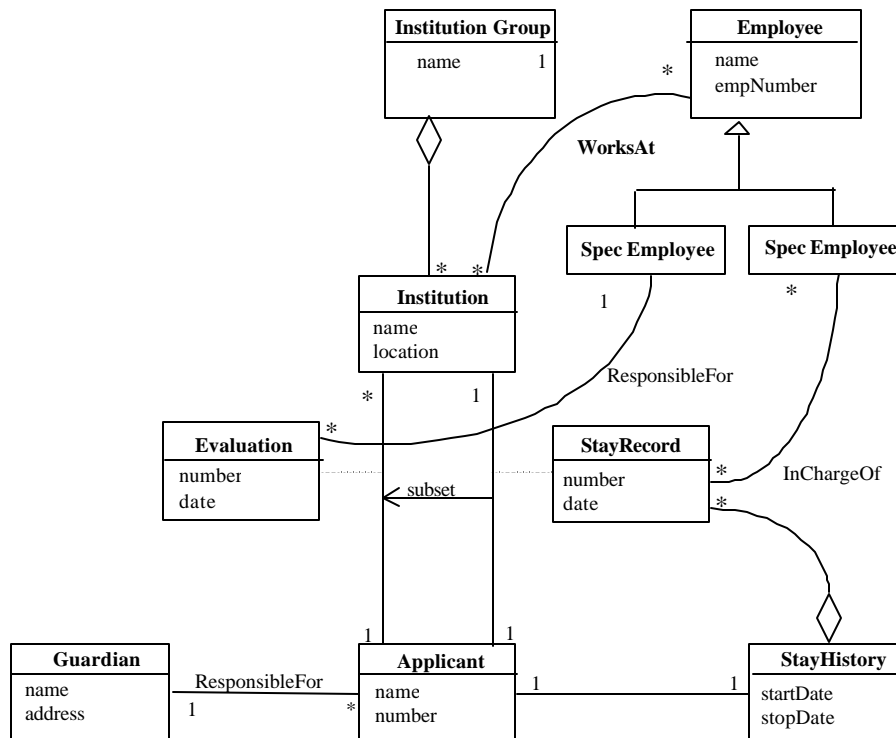 Institution Group
name 1
Employee
name
empNumber
*
WorksAt
Spec Employee
Spec Employee
* *
1
*
Institution
name
location
* 1
ResponsibleFor
*
Evaluation
number
date
StayRecord
number
date
*
*
InChargeOf
subset
1 1
Guardian
name
address
ResponsibleFor
1 *
Applicant
name
number
1 1
StayHistory
startDate
stopDate